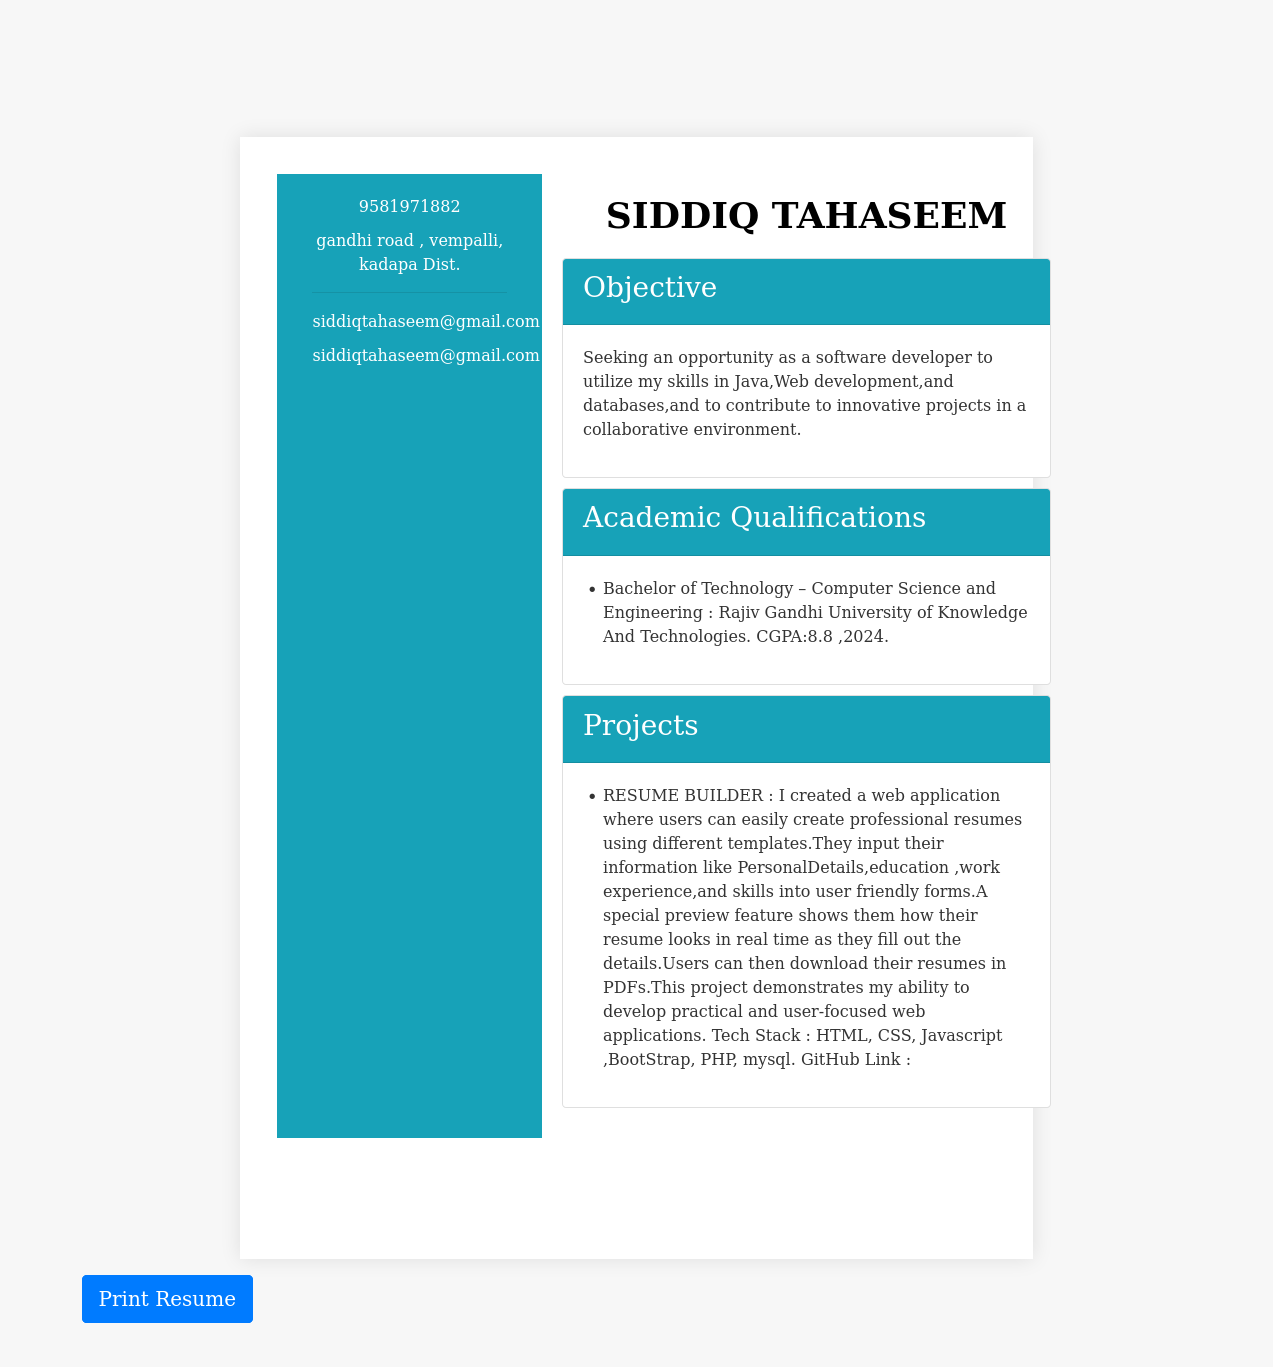 9581971882
gandhi road , vempalli,
kadapa Dist.
siddiqtahaseem@gmail.com
siddiqtahaseem@gmail.com
SIDDIQ TAHASEEM
Objective
Seeking an opportunity as a software developer to
utilize my skills in Java,Web development,and
databases,and to contribute to innovative projects in a
collaborative environment.
Academic Qualifications
• Bachelor of Technology – Computer Science and
Engineering : Rajiv Gandhi University of Knowledge
And Technologies. CGPA:8.8 ,2024.
Projects
• RESUME BUILDER : I created a web application
where users can easily create professional resumes
using different templates.They input their
information like PersonalDetails,education ,work
experience,and skills into user friendly forms.A
special preview feature shows them how their
resume looks in real time as they fill out the
details.Users can then download their resumes in
PDFs.This project demonstrates my ability to
develop practical and user-focused web
applications. Tech Stack : HTML, CSS, Javascript
,BootStrap, PHP, mysql. GitHub Link :
Print Resume